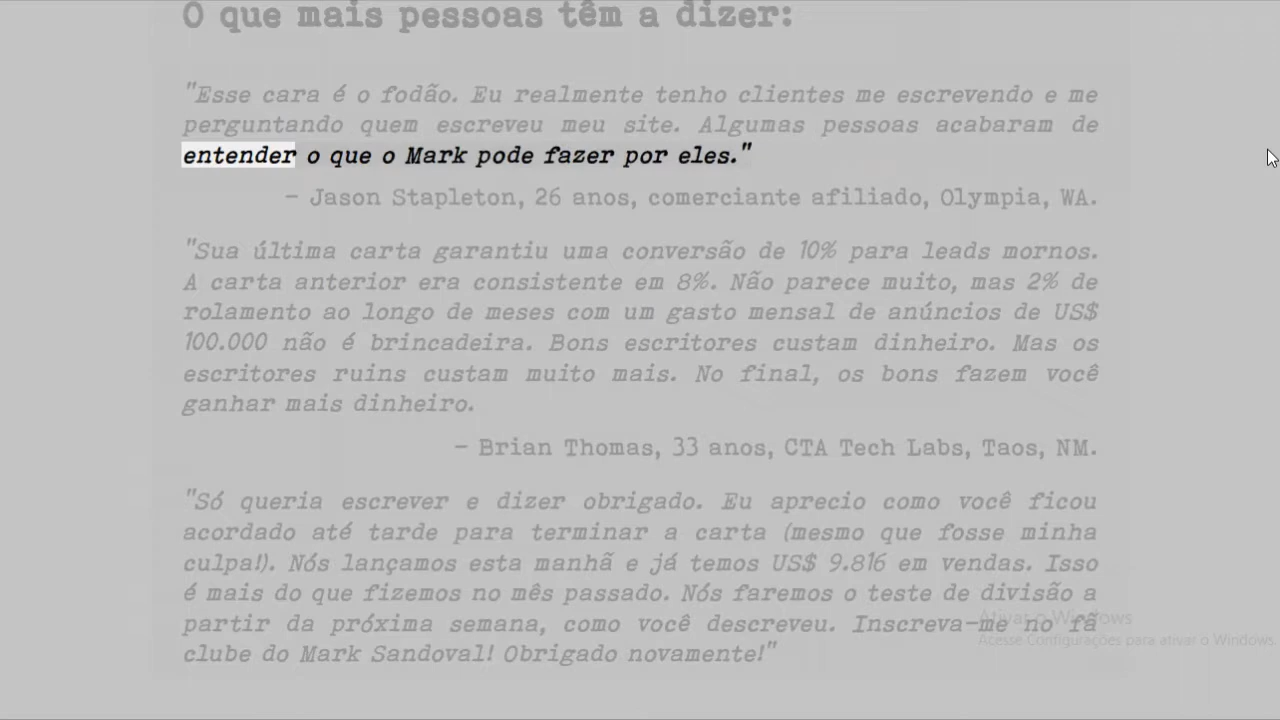 O que mais pessoas têm a dizer:
"Esse cara é o fodão. Eu realmente tenho clientes me escrevendo e me
perguntando quem escreveu meu site. Algumas pessoas acabaram de
entender o que o Mark pode fazer por eles."
– Jason Stapleton, 26 anos, comerciante afiliado, Olympia, WA.
"Sua última carta garantiu uma conversão de 10% para leads mornos.
A carta anterior era consistente em 8%. Não parece muito, mas 2% de
rolamento ao longo de meses com um gasto mensal de anúncios de US$
100.000 não é brincadeira. Bons escritores custam dinheiro. Mas os
escritores ruins custam muito mais. No final, os bons fazem você
ganhar mais dinheiro.
– Brian Thomas, 33 anos, CTA Tech Labs, Taos, NM.
"Só queria escrever e dizer obrigado. Eu aprecio como você ficou
acordado até tarde para terminar a carta (mesmo que fosse minha
culpa!). Nós lançamos esta manhã e já temos US$ 9.816 em vendas. Isso
é mais do que fizemos no mês passado. Nós faremos o teste de divisão a
partir da próxima semana, como você descreveu. Inscreva-me no fã
clube do Mark Sandoval! Obrigado novamente!"
Ativar o Windows
Acesse Configurações para ativar o Windows.